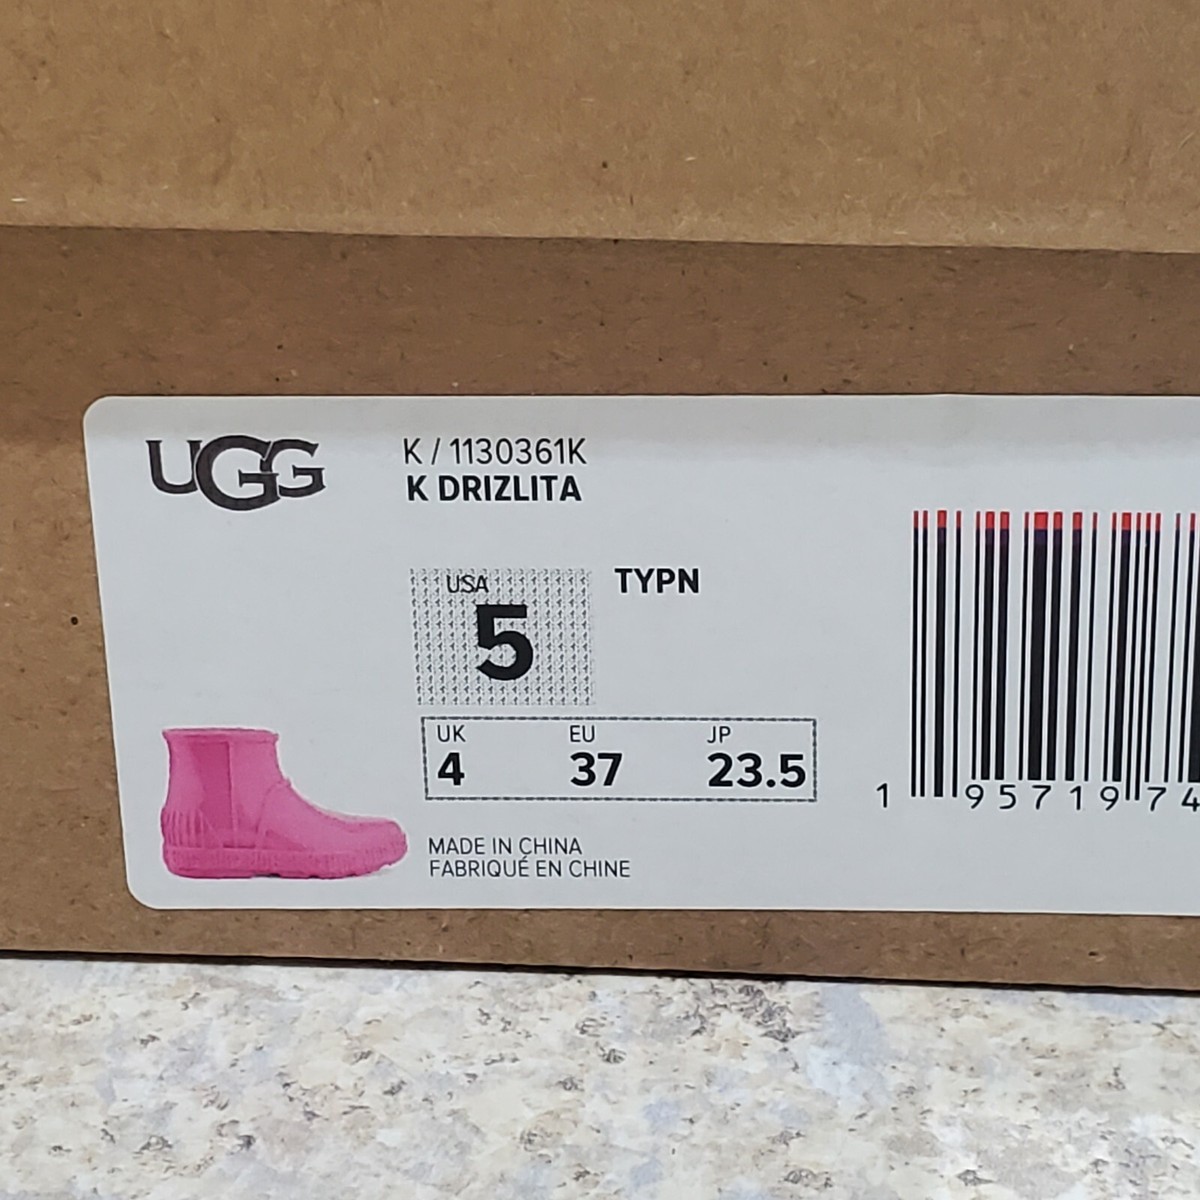 UGG
K / 1130361K
K DRIZLITA
USA
5
TYPN
UK EU JP
4 37 23.5
MADE IN CHINA
FABRIQUÉ EN CHINE
1 95719 74